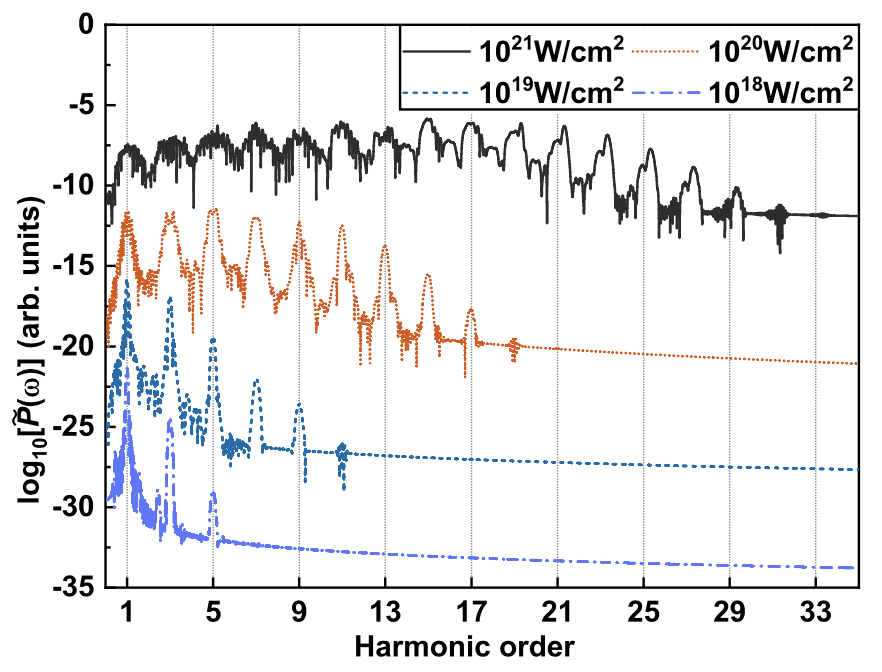 0
-5
-10
-15
-20
-25
-30
-35
log₁₀[P̃(ω)] (arb. units)
10²¹W/cm² 10²⁰W/cm²
10¹⁹W/cm² 10¹⁸W/cm²
1 5 9 13 17 21 25 29 33
Harmonic order